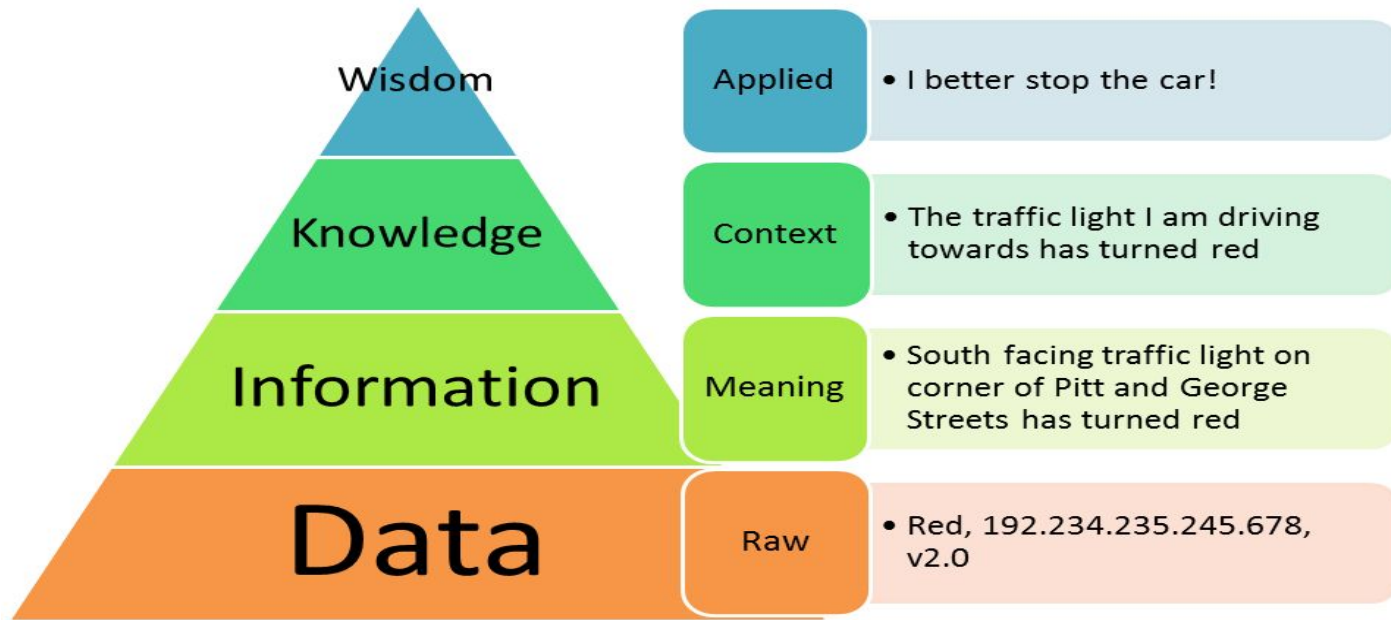 Wisdom
Applied
• I better stop the car!
Knowledge
Context
• The traffic light I am driving
towards has turned red
Information
Meaning
• South facing traffic light on
corner of Pitt and George
Streets has turned red
Data
Raw
• Red, 192.234.235.245.678,
v2.0